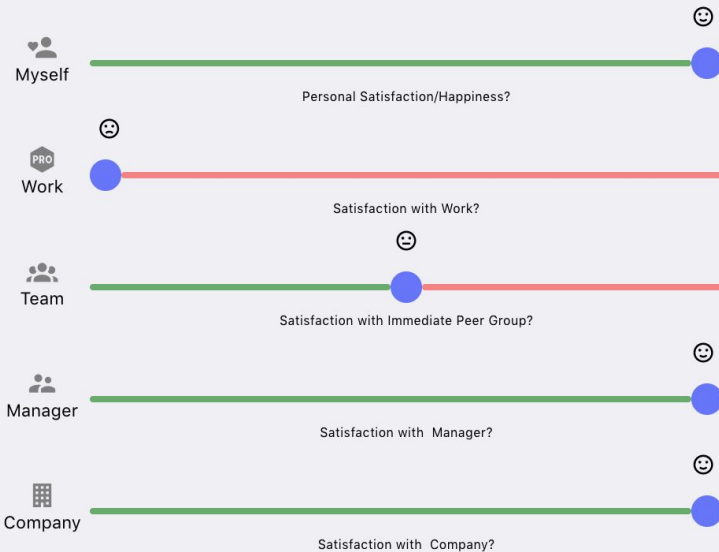 Myself
Personal Satisfaction/Happiness?
PRO
Work
Satisfaction with Work?
Team
Satisfaction with Immediate Peer Group?
Manager
Satisfaction with  Manager?
Company
Satisfaction with  Company?